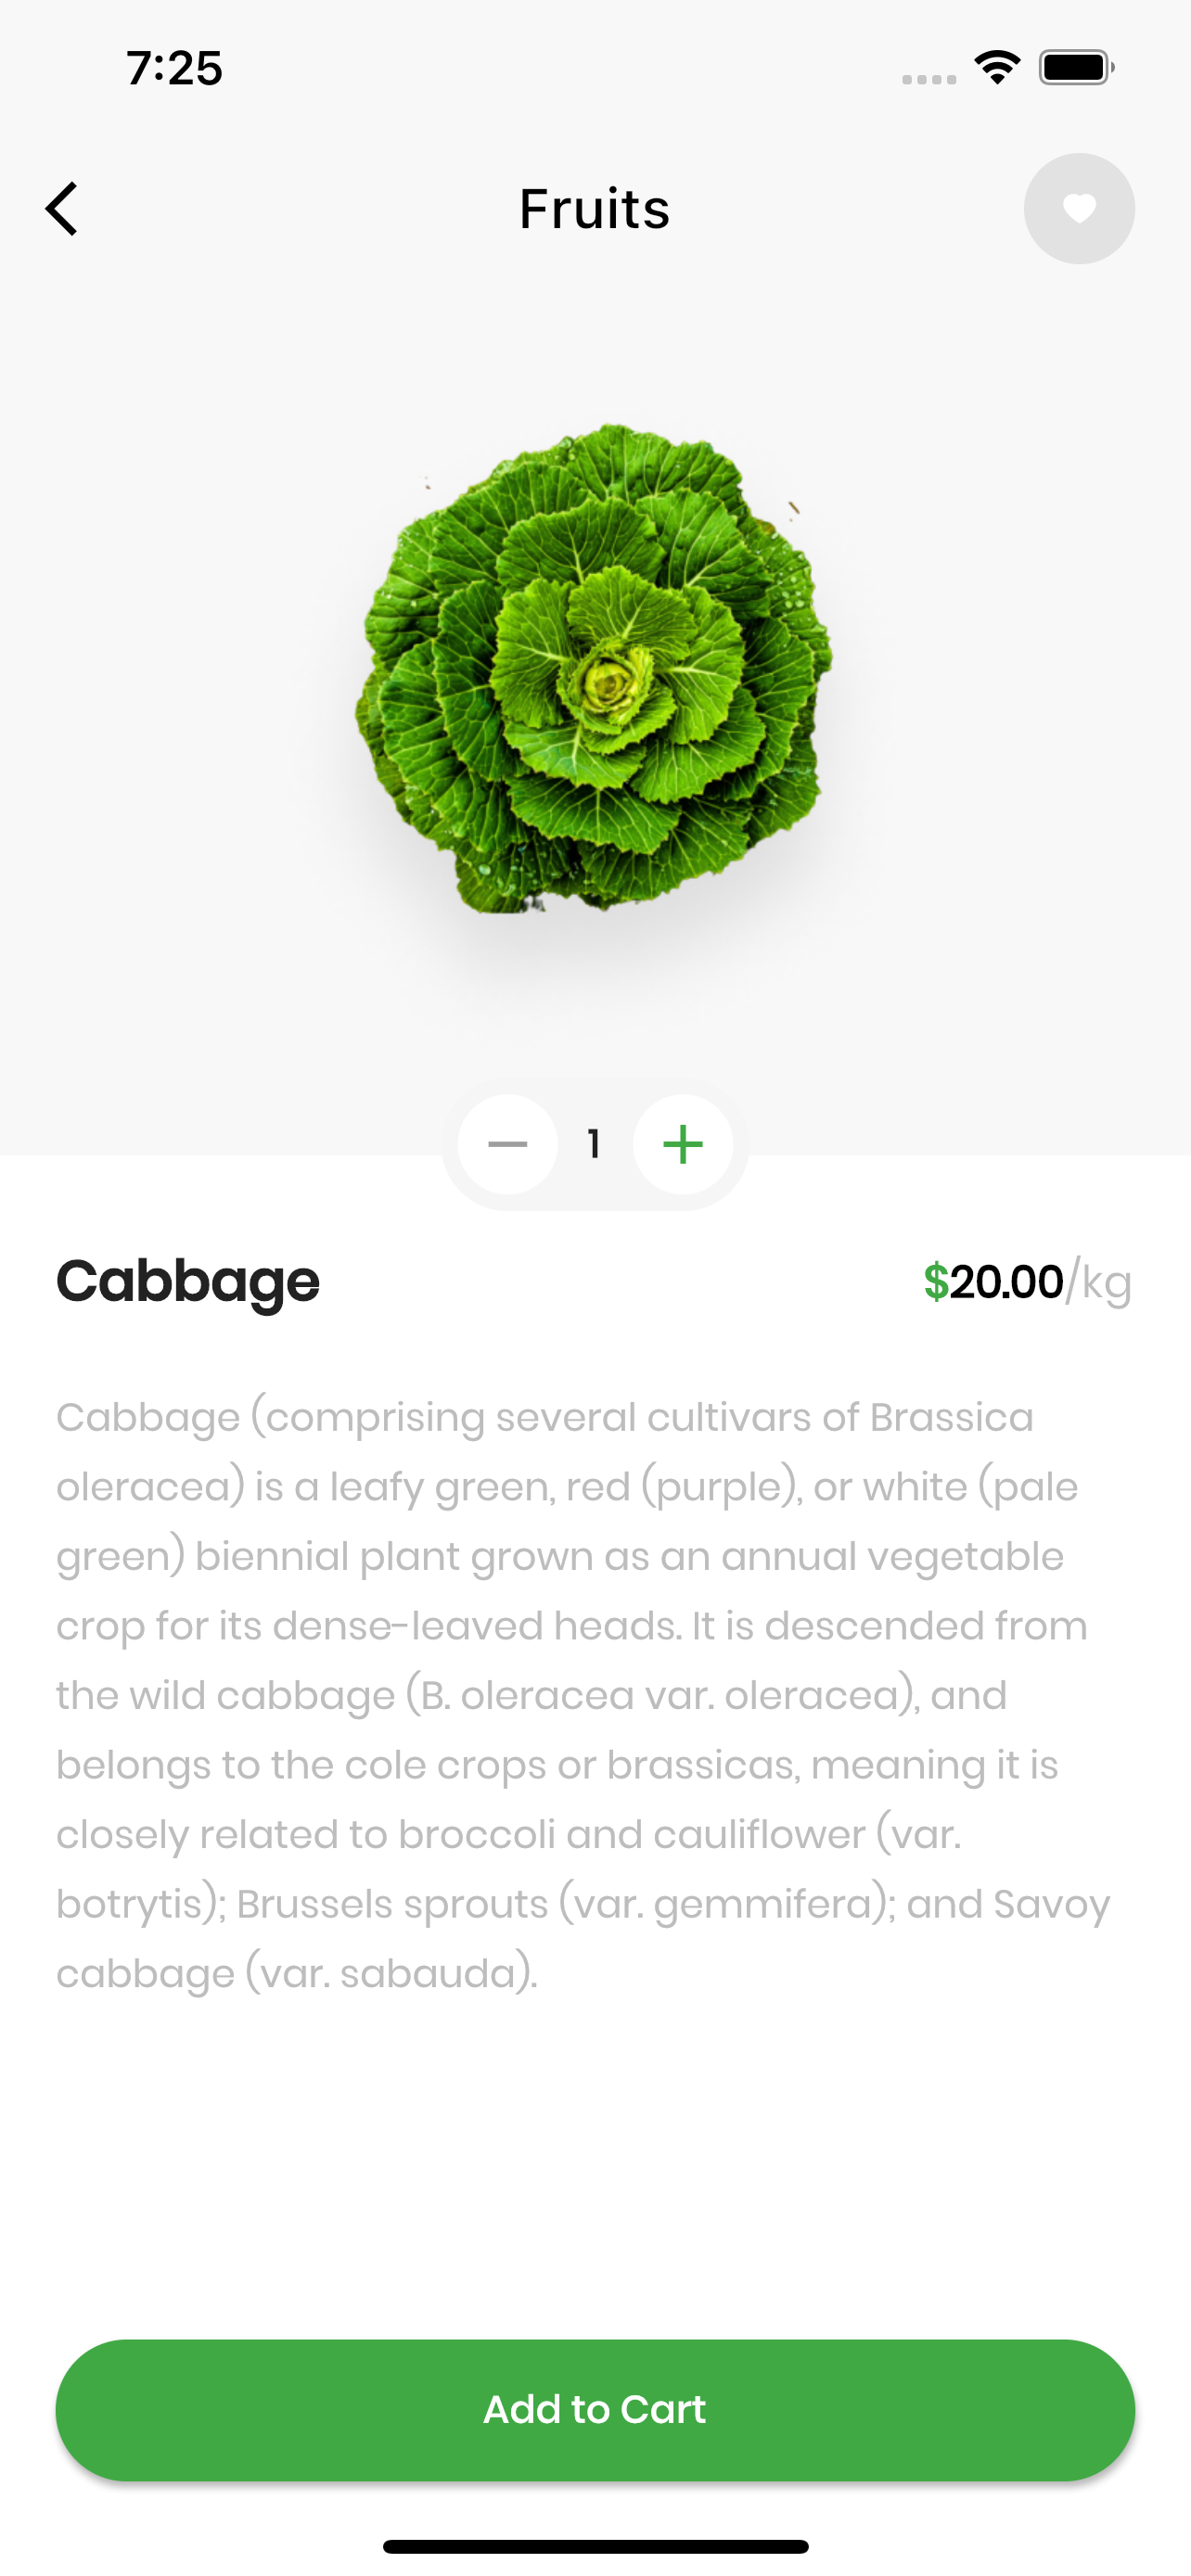 7:25
Fruits
1
Cabbage
$20.00/kg
Cabbage (comprising several cultivars of Brassica
oleracea) is a leafy green, red (purple), or white (pale
green) biennial plant grown as an annual vegetable
crop for its dense-leaved heads. It is descended from
the wild cabbage (B. oleracea var. oleracea), and
belongs to the cole crops or brassicas, meaning it is
closely related to broccoli and cauliflower (var.
botrytis); Brussels sprouts (var. gemmifera); and Savoy
cabbage (var. sabauda).
Add to Cart